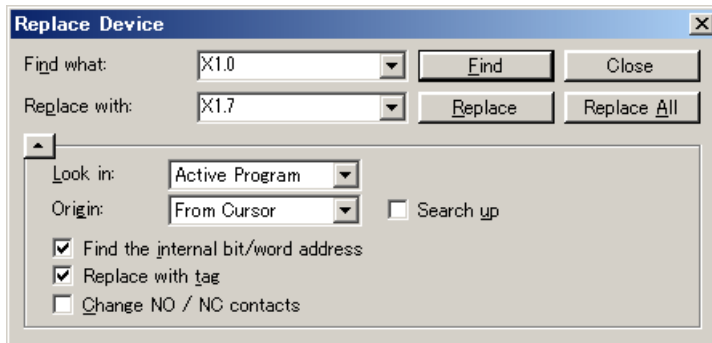 Replace Device
Find what: X1.0 Find Close
Replace with: X1.7 Replace Replace All
Look in: Active Program
Origin: From Cursor Search up
Find the internal bit/word address
Replace with tag
Change NO / NC contacts